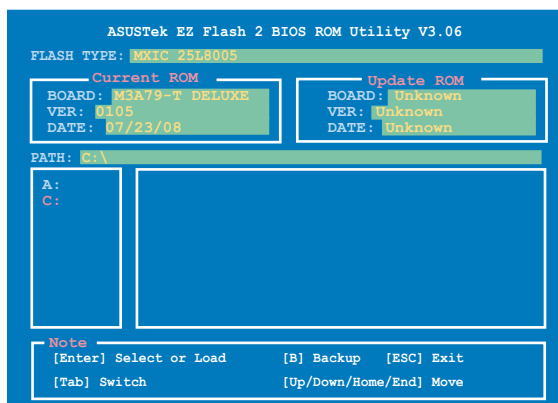 ASUSTek EZ Flash 2 BIOS ROM Utility V3.06
FLASH TYPE: MXIC 25L8005
Current ROM
BOARD: M3A79-T DELUXE
VER: 0105
DATE: 07/23/08
Update ROM
BOARD: Unknown
VER: Unknown
DATE: Unknown
PATH: C:\
A:
C:
Note
[Enter] Select or Load [B] Backup [ESC] Exit
[Tab] Switch [Up/Down/Home/End] Move